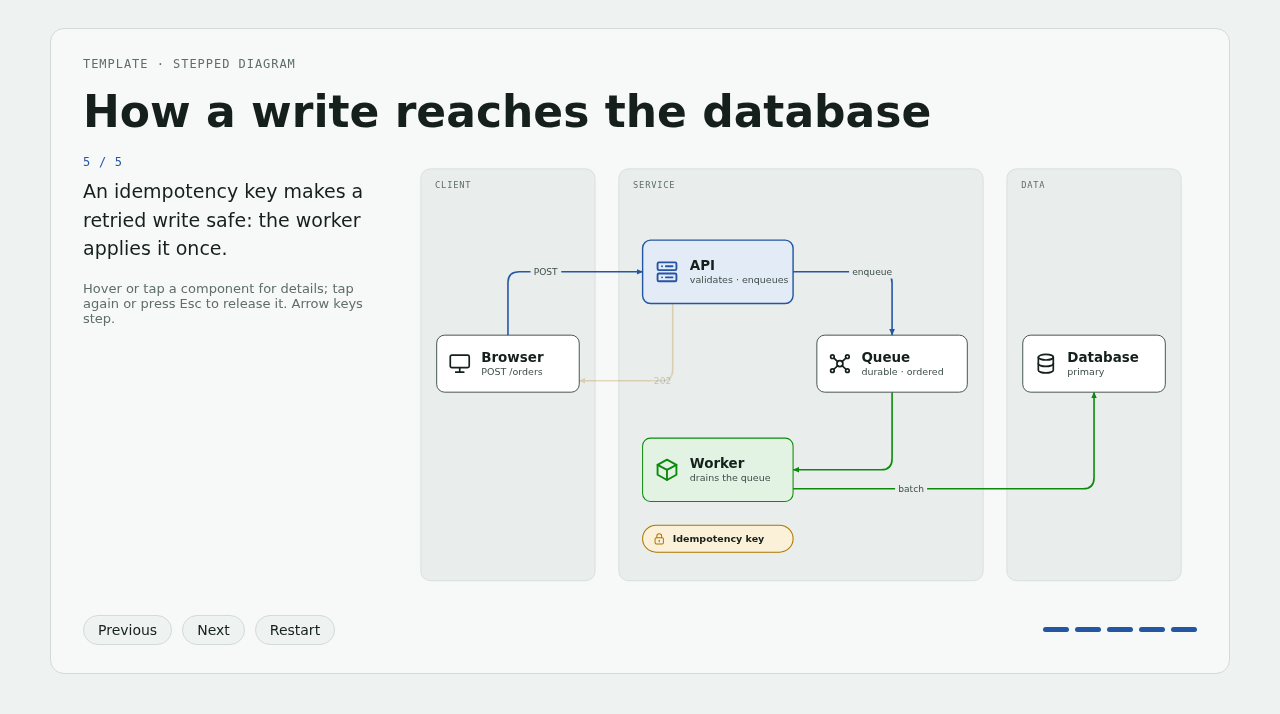 TEMPLATE · STEPPED DIAGRAM
How a write reaches the database
5 / 5
An idempotency key makes a
retried write safe: the worker
applies it once.
Hover or tap a component for details; tap
again or press Esc to release it. Arrow keys
step.
CLIENT
SERVICE
DATA
POST
API
validates · enqueues
enqueue
Browser
POST /orders
202
Queue
durable · ordered
Database
primary
Worker
drains the queue
batch
Idempotency key
Previous
Next
Restart